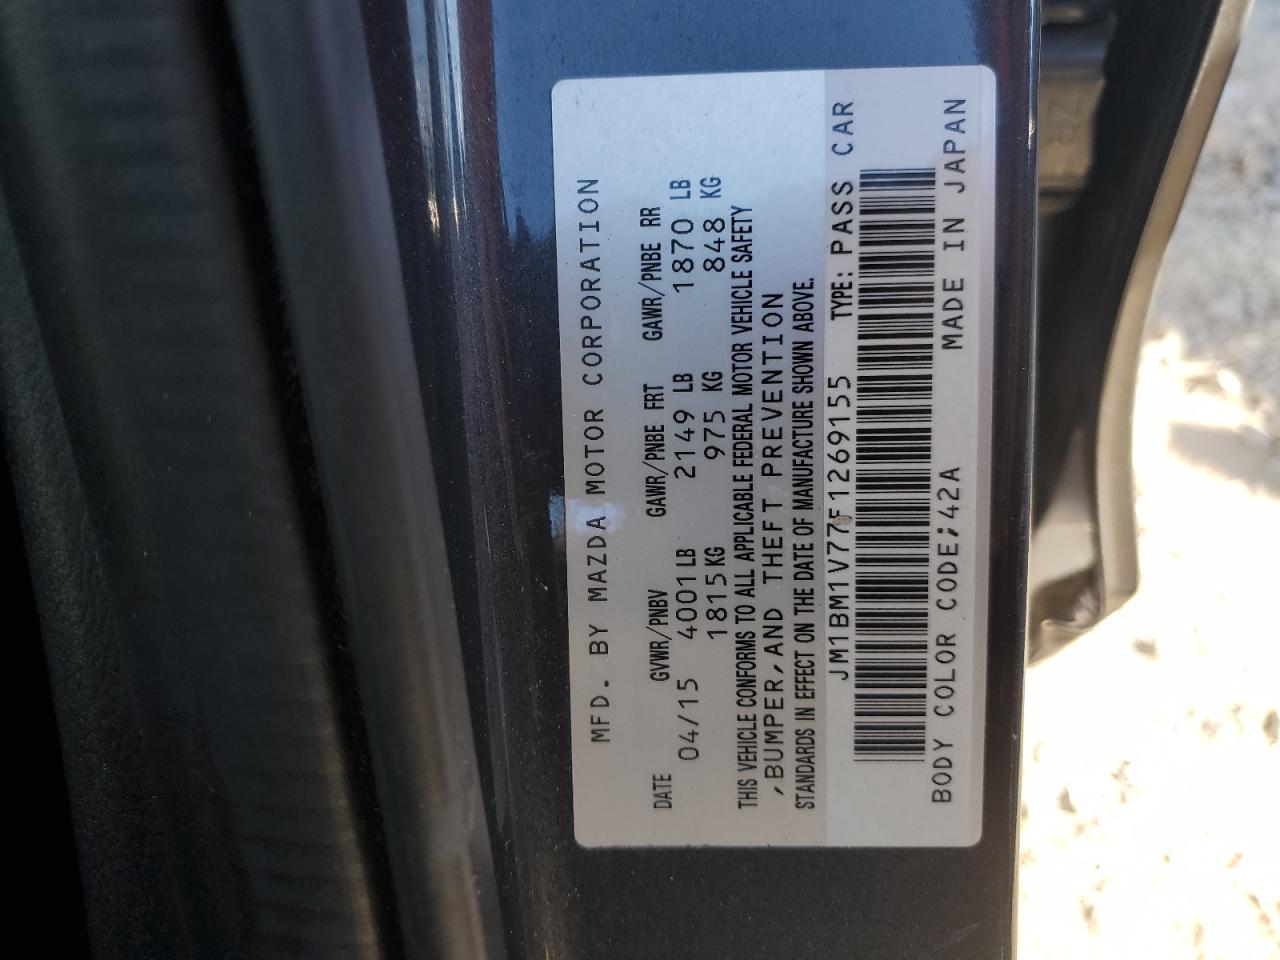 MFD. BY MAZDA MOTOR CORPORATION
DATE GVWR/PNBV GAWR/PNBE FRT GAWR/PNBE RR
04/15 4001LB 2149 LB 1870 LB
1815KG 975 KG 848 KG
THIS VEHICLE CONFORMS TO ALL APPLICABLE FEDERAL MOTOR VEHICLE SAFETY
,BUMPER,AND THEFT PREVENTION
STANDARDS IN EFFECT ON THE DATE OF MANUFACTURE SHOWN ABOVE.
JM1BM1V77F1269155 TYPE: PASS CAR
BODY COLOR CODE;42A MADE IN JAPAN